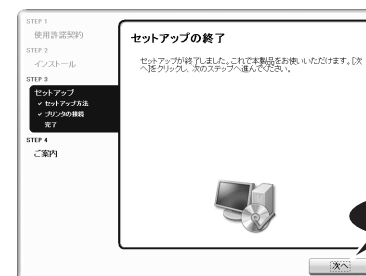 STEP 1
使用許諾契約
STEP 2
インストール
STEP 3
セットアップ
✓ セットアップ方法
✓ プリンタの接続
完了
STEP 4
ご案内
セットアップの終了
セットアップが終了しました。これで本製品をお使いいただけます。[次
へ]をクリックし、次のステップへ進んでください。
次へ